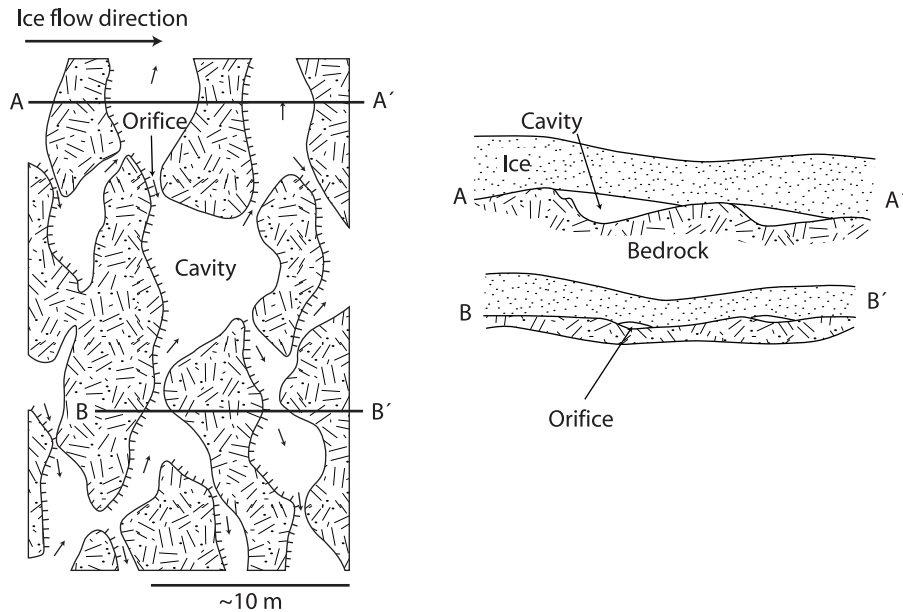 Ice flow direction
A
A´
Orifice
Cavity
B
B´
~10 m
Cavity
Ice
A
A´
Bedrock
B
B´
Orifice